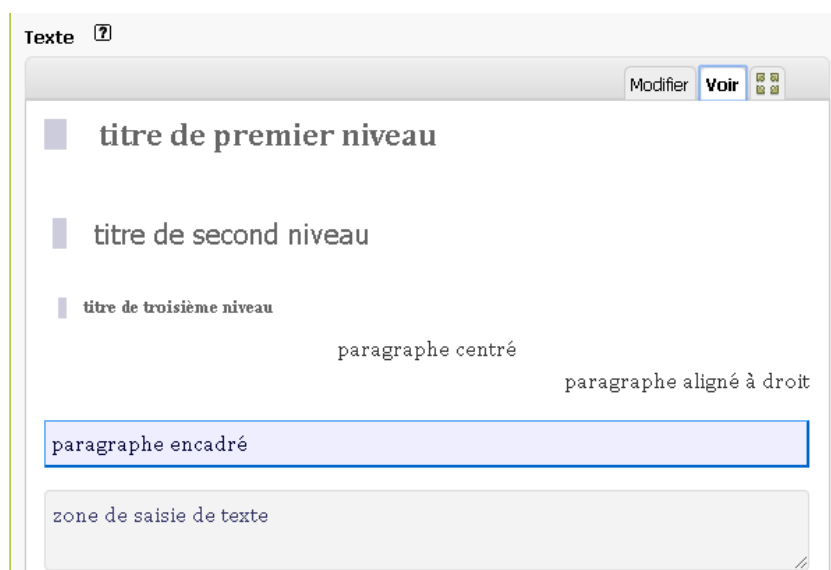 Texte ?
Modifier Voir
titre de premier niveau
titre de second niveau
titre de troisième niveau
paragraphe centré
paragraphe aligné à droit
paragraphe encadré
zone de saisie de texte